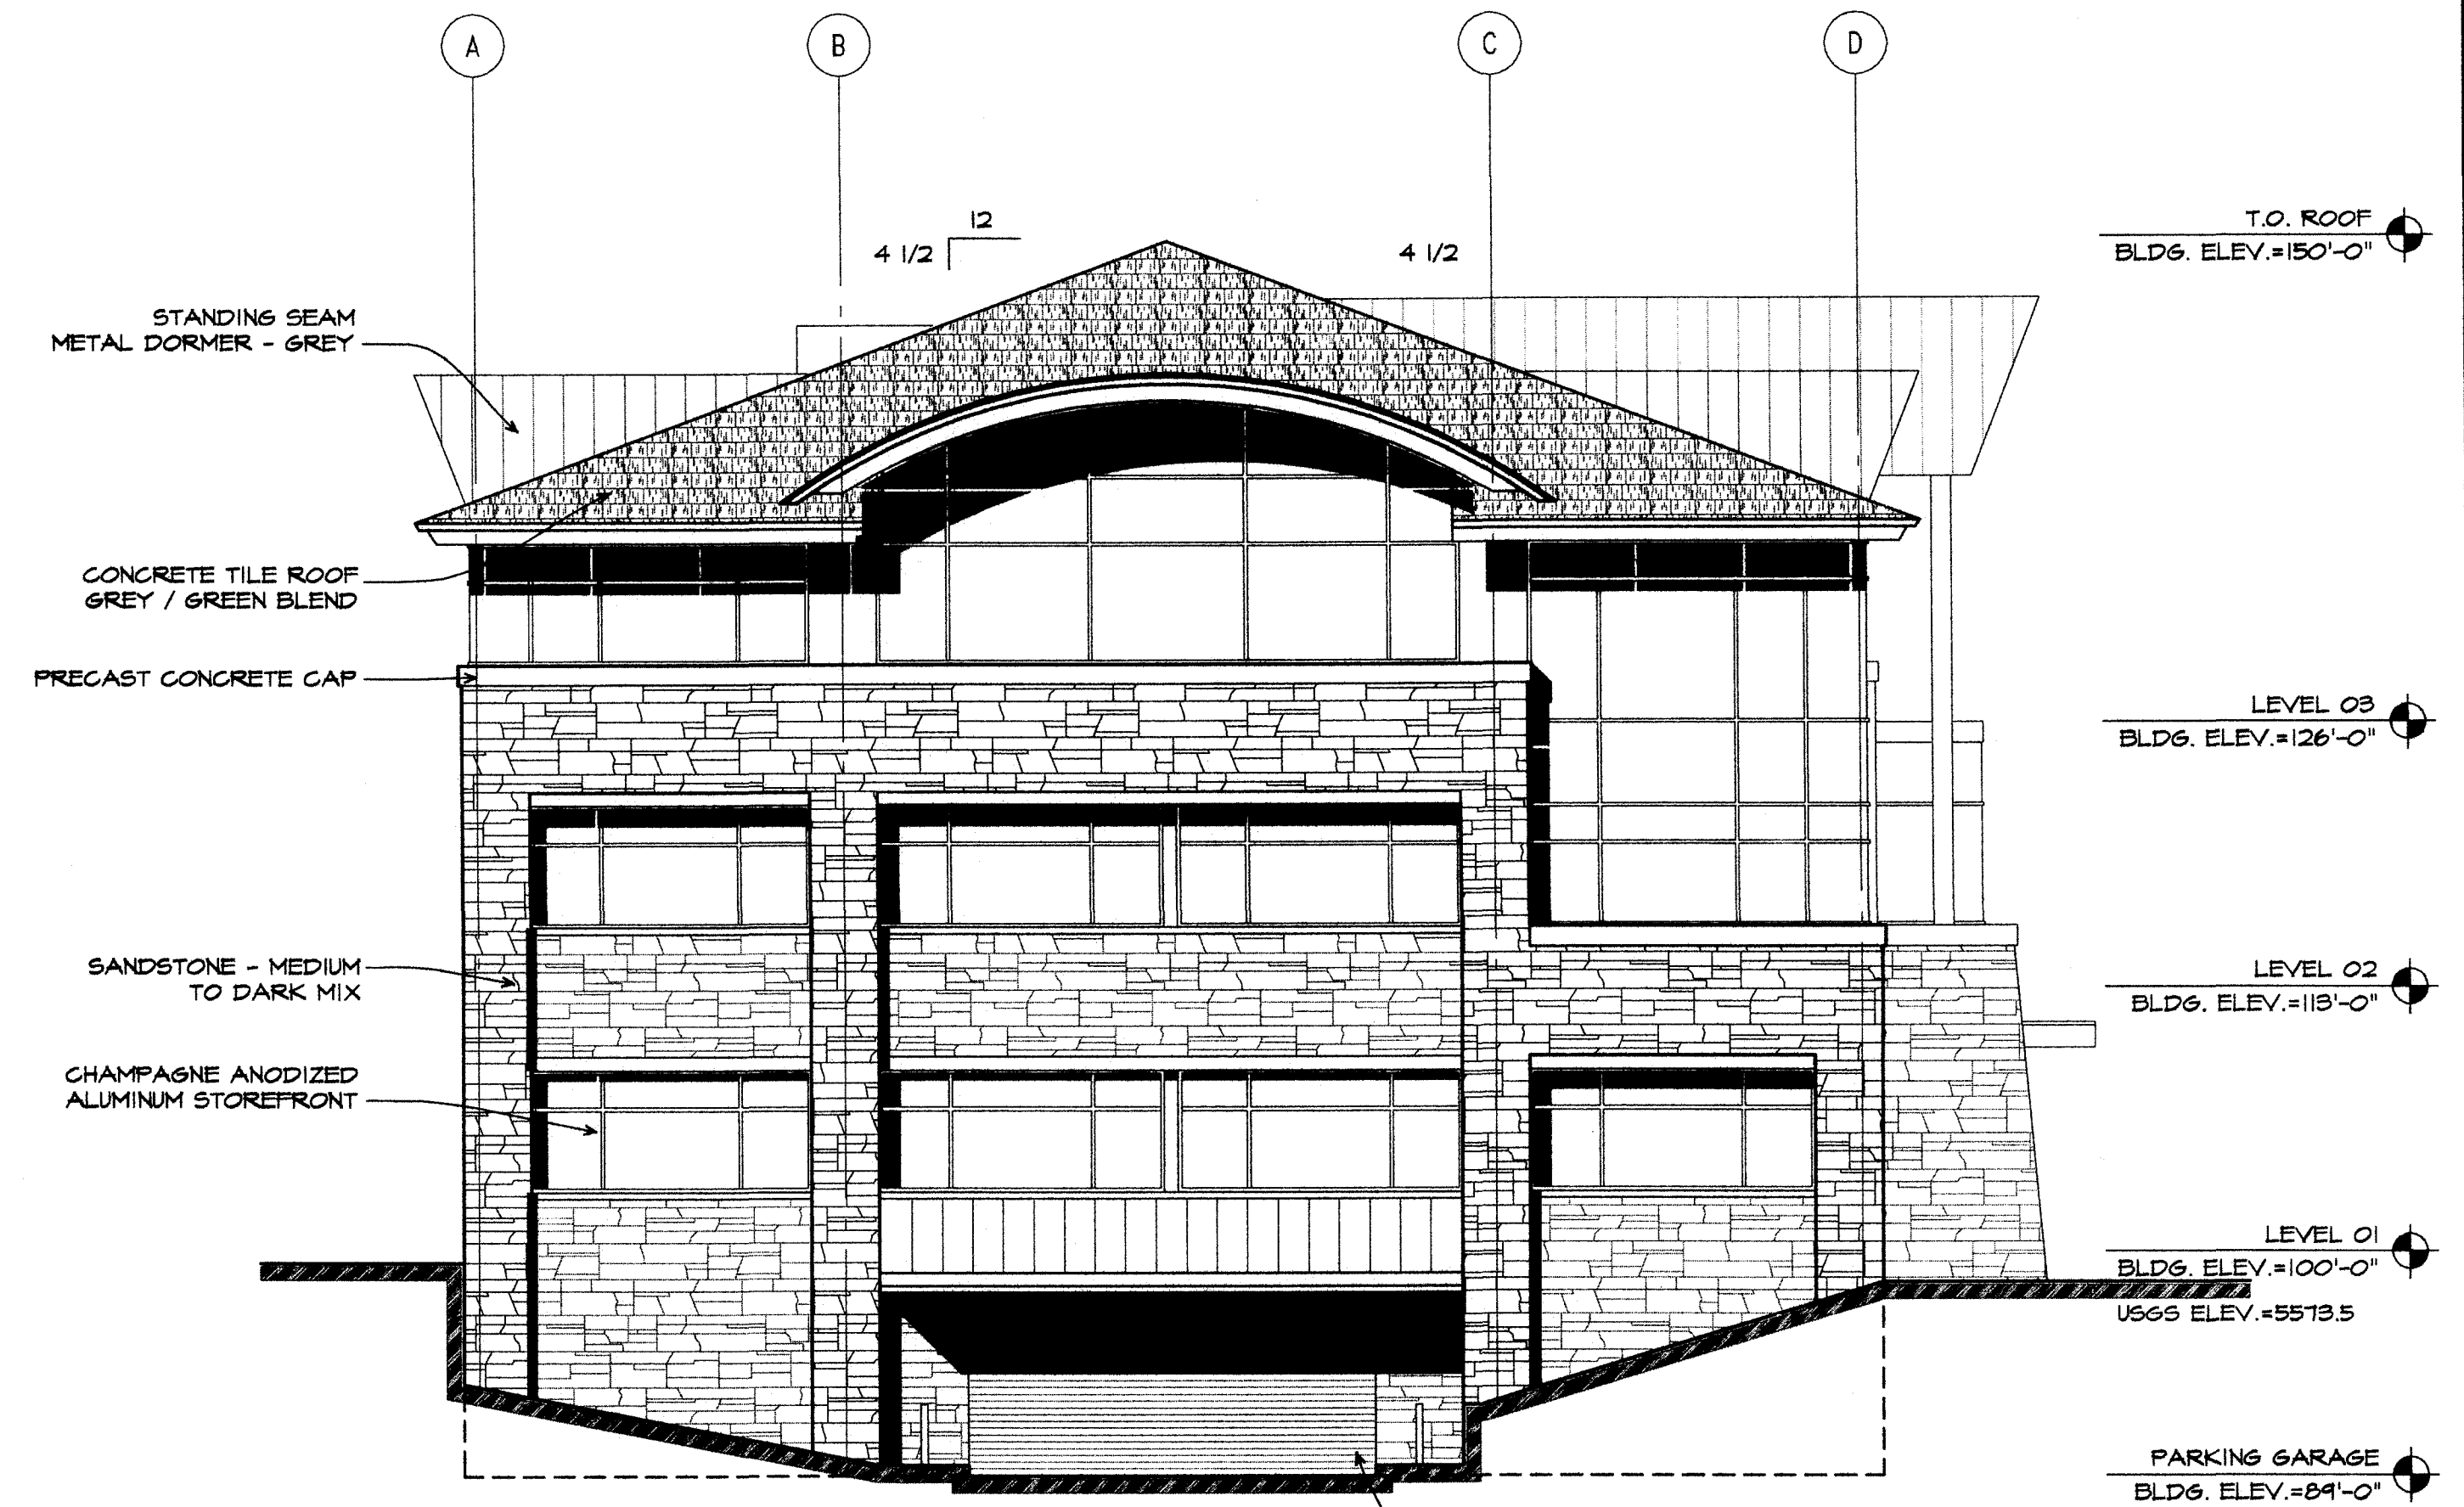 A
B
C
D
12
4 1/2
4 1/2
T.O. ROOF
BLDG. ELEV.=150'-0"
STANDING SEAM
METAL DORMER - GREY
CONCRETE TILE ROOF
GREY / GREEN BLEND
PRECAST CONCRETE CAP
LEVEL 03
BLDG. ELEV.=126'-0"
SANDSTONE - MEDIUM
TO DARK MIX
LEVEL 02
BLDG. ELEV.=113'-0"
CHAMPAGNE ANODIZED
ALUMINUM STOREFRONT
LEVEL 01
BLDG. ELEV.=100'-0"
USGS ELEV.=5573.5
PARKING GARAGE
BLDG. ELEV.=89'-0"